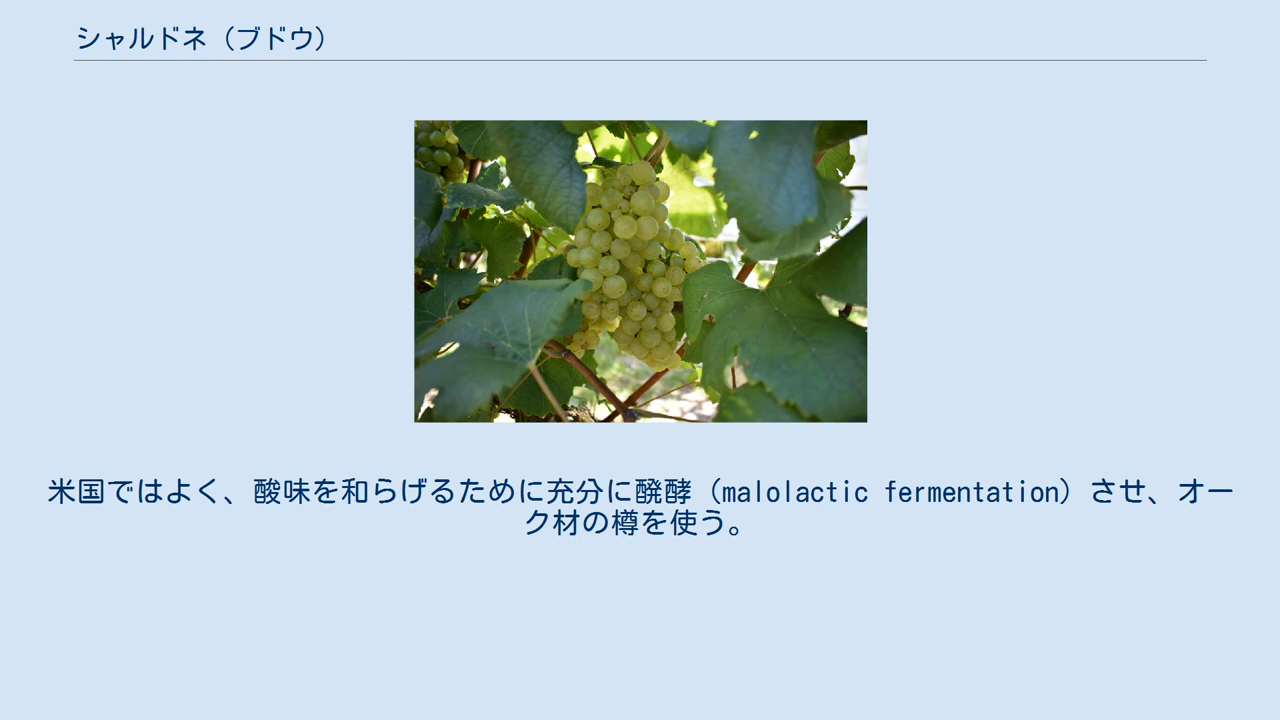 シャルドネ（ブドウ）
米国ではよく、酸味を和らげるために充分に醗酵（malolactic fermentation）させ、オー
ク材の樽を使う。